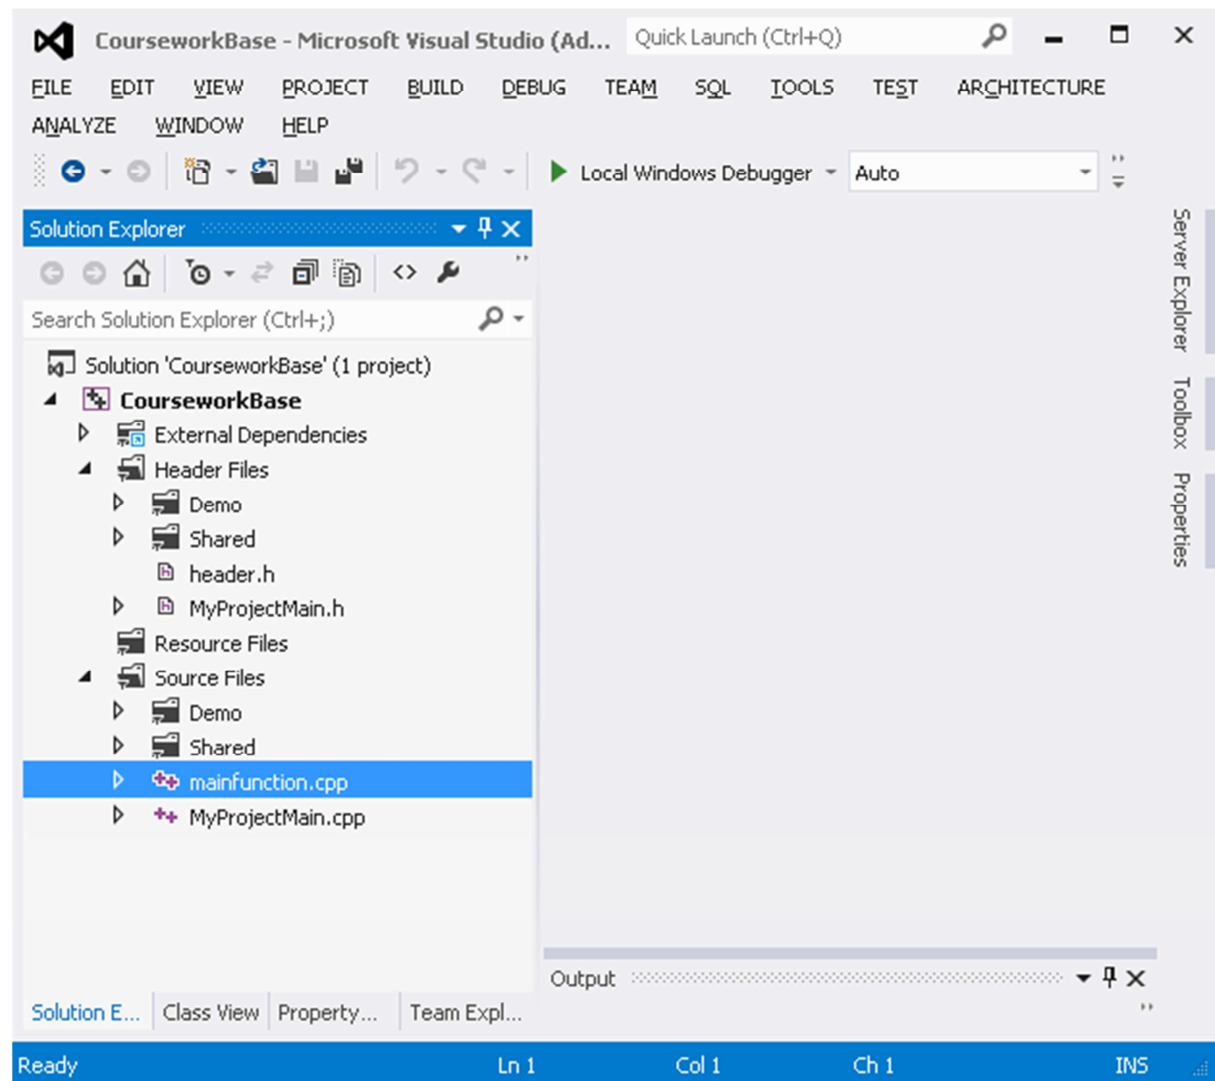 CourseworkBase - Microsoft Visual Studio (Ad... Quick Launch (Ctrl+Q)
FILE EDIT VIEW PROJECT BUILD DEBUG TEAM SQL TOOLS TEST ARCHITECTURE
ANALYZE WINDOW HELP
Local Windows Debugger Auto
Solution Explorer
Search Solution Explorer (Ctrl+;)
Solution 'CourseworkBase' (1 project)
CourseworkBase
External Dependencies
Header Files
Demo
Shared
header.h
MyProjectMain.h
Resource Files
Source Files
Demo
Shared
mainfunction.cpp
MyProjectMain.cpp
Solution E... Class View Property... Team Expl...
Output
Server Explorer
Toolbox
Properties
Ready Ln 1 Col 1 Ch 1 INS